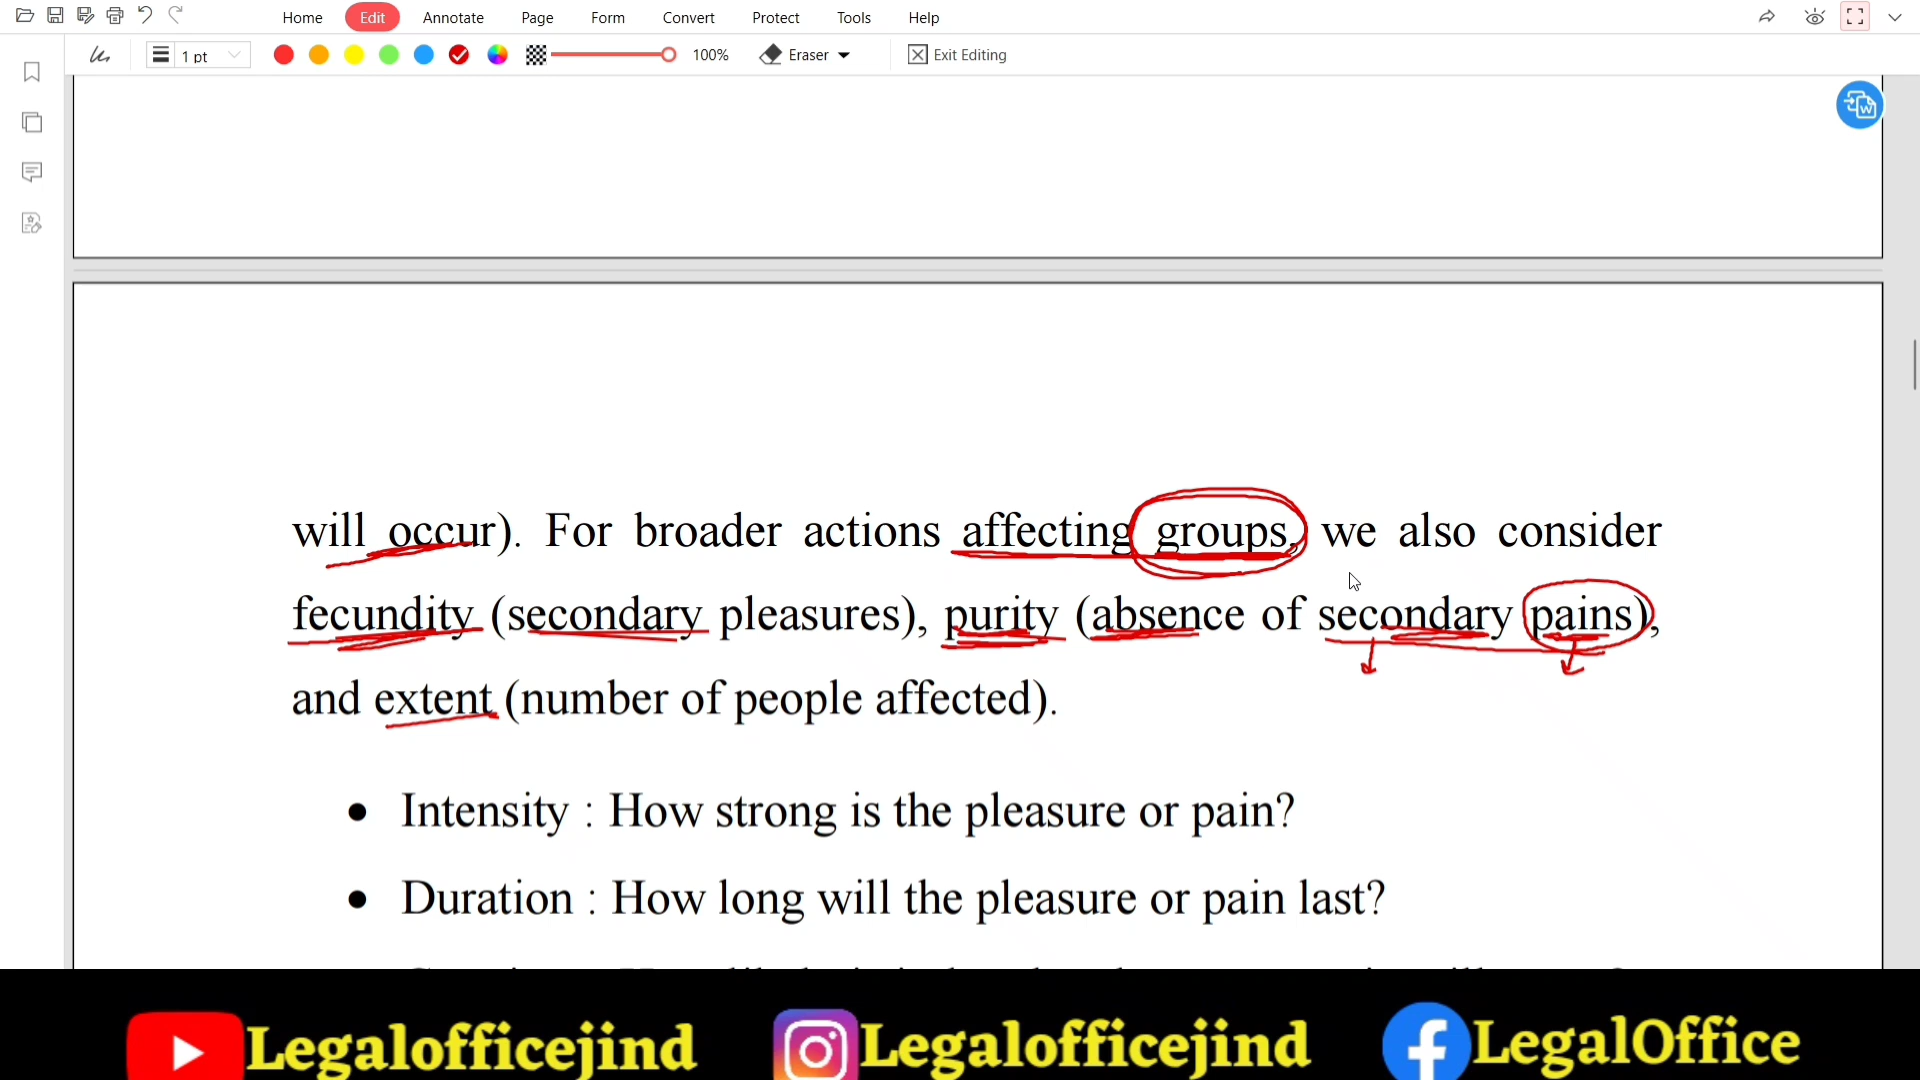 Home Edit Annotate Page Form Convert Protect Tools Help
1 pt 100% Eraser Exit Editing
will occur). For broader actions affecting groups, we also consider
fecundity (secondary pleasures), purity (absence of secondary pains),
and extent (number of people affected).
• Intensity : How strong is the pleasure or pain?
• Duration : How long will the pleasure or pain last?
Legalofficejind Legalofficejind LegalOffice